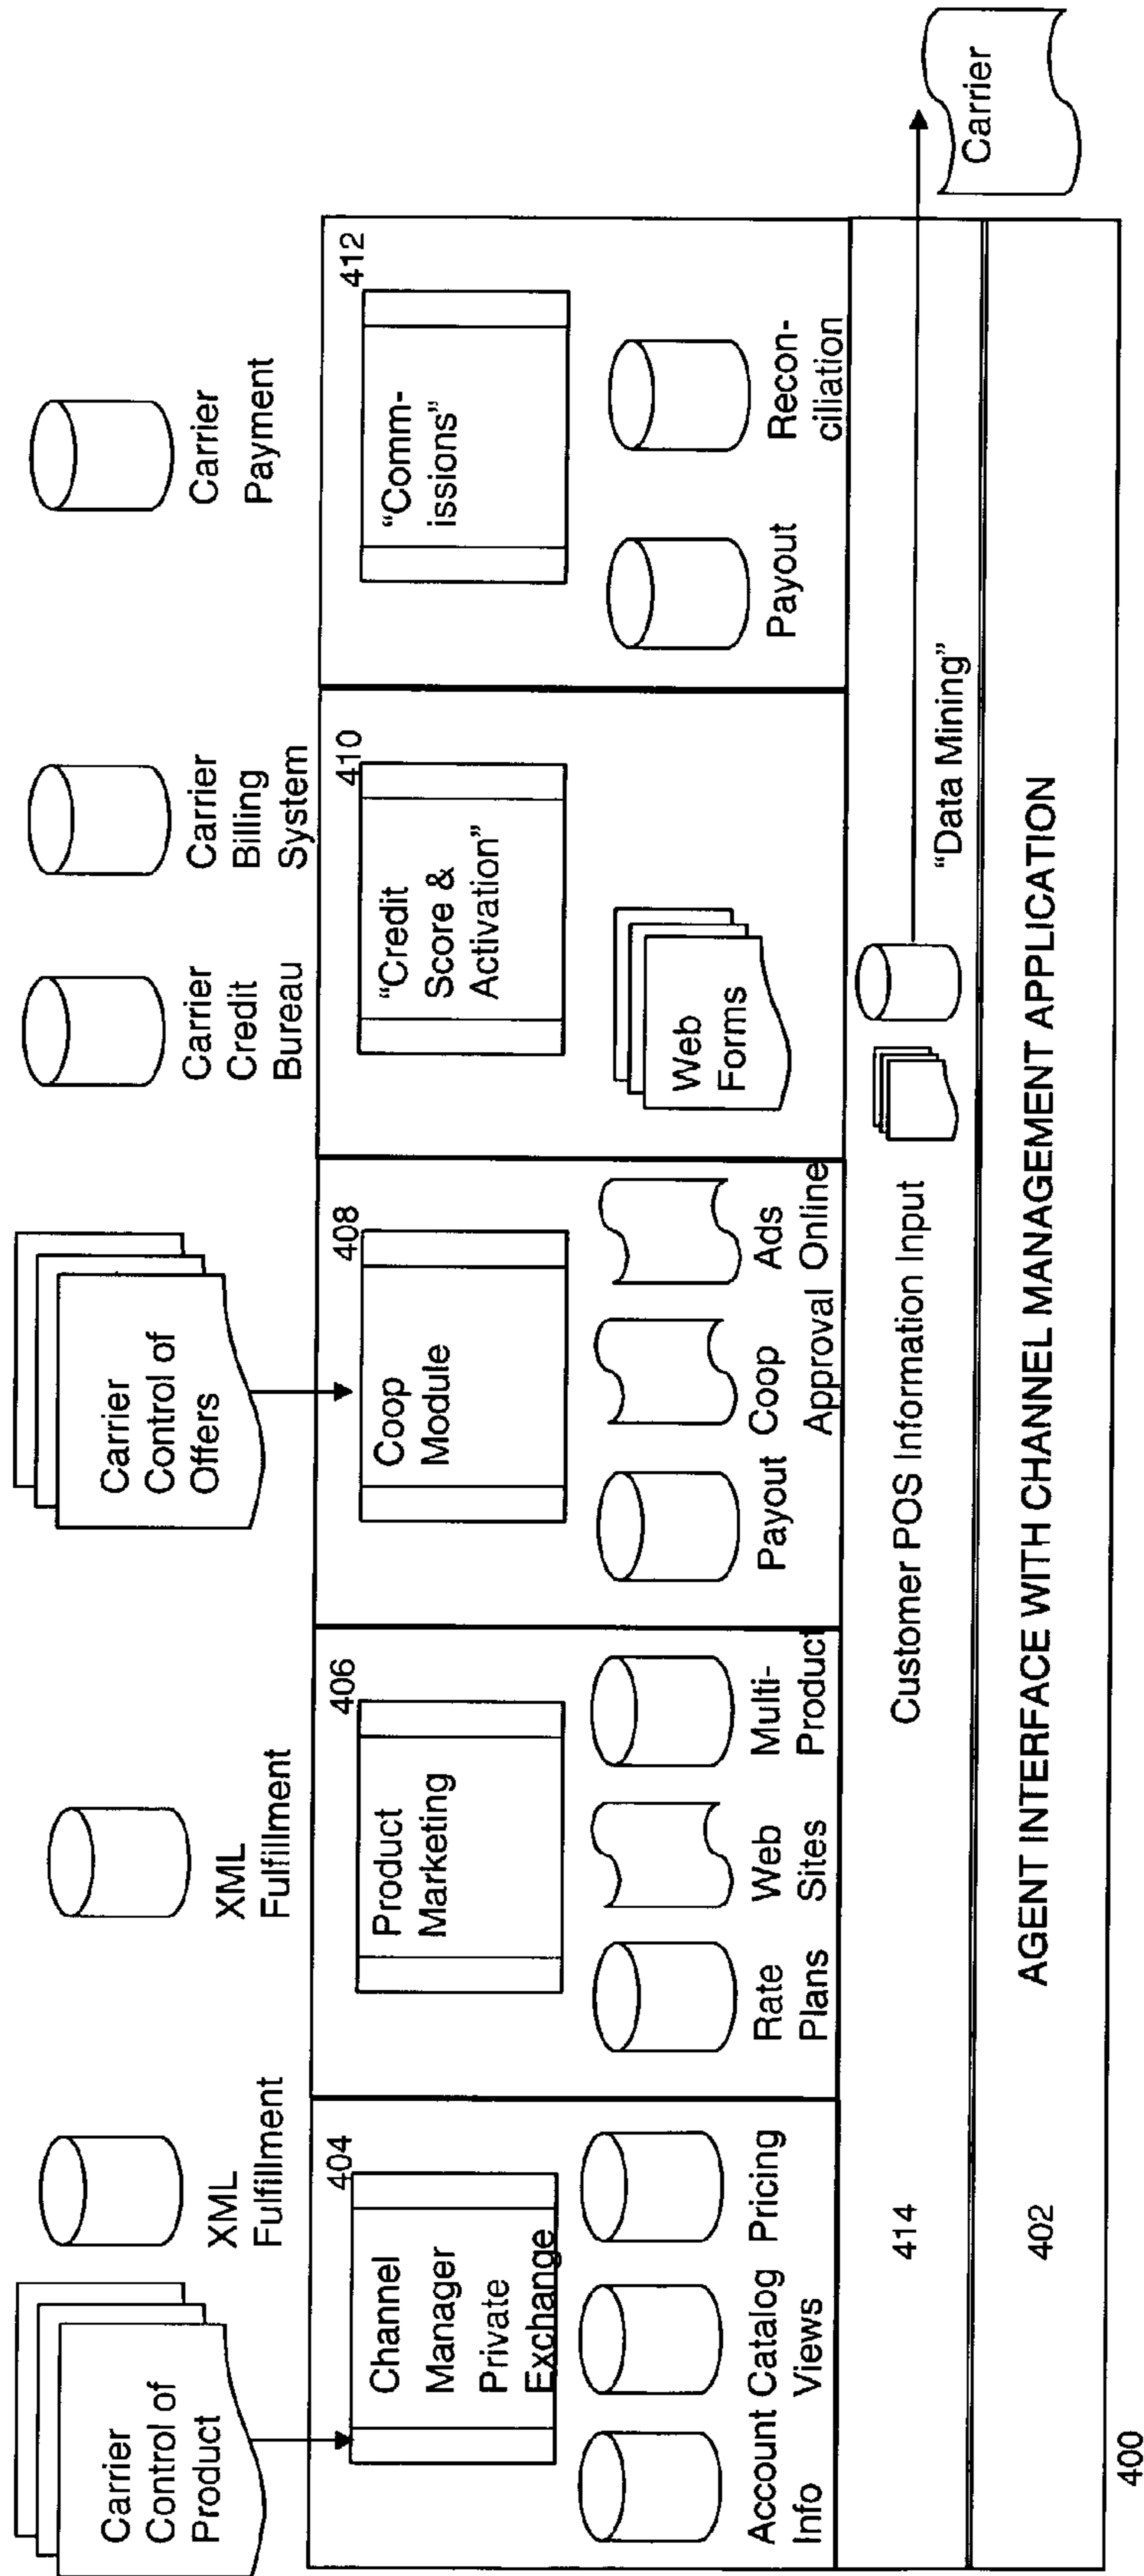 Carrier
Control of
Product
XML
Fulfillment
XML
Fulfillment
Carrier
Control of
Offers
Carrier
Credit
Bureau
Carrier
Billing
System
Carrier
Payment
404
Channel
Manager
Private
Exchange
Account
Info
Catalog
Views
Pricing
406
Product
Marketing
Rate
Plans
Web
Sites
Multi-
Product
408
Coop
Module
Payout
Coop
Approval
Ads
Online
410
“Credit
Score &
Activation”
Web
Forms
412
“Comm-
issions”
Payout
Recon-
ciliation
414
Customer POS Information Input
“Data Mining”
Carrier
402
AGENT INTERFACE WITH CHANNEL MANAGEMENT APPLICATION
400